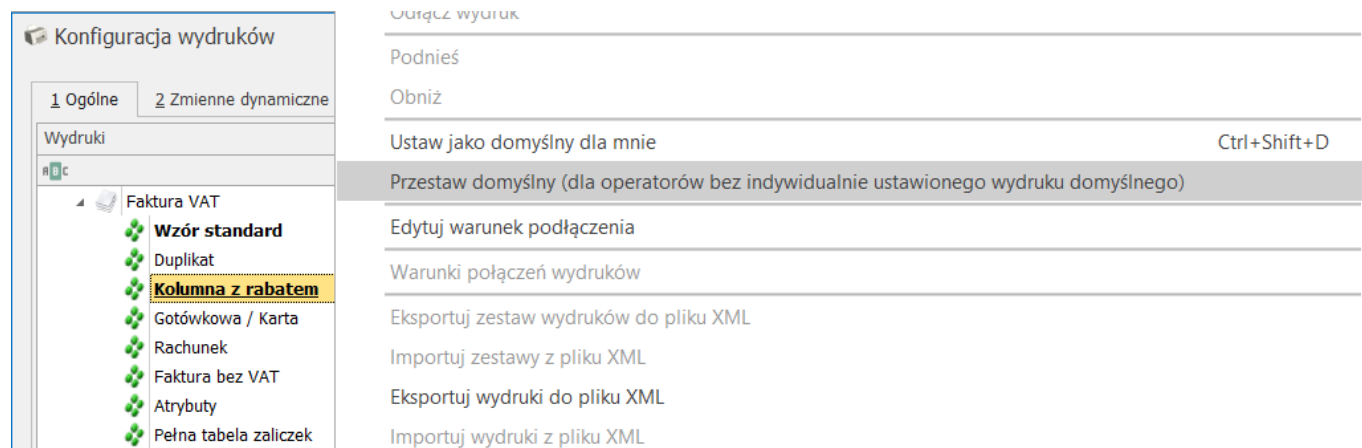 Konfiguracja wydruków
1 Ogólne 2 Zmienne dynamiczne
Wydruki
ABC
Faktura VAT
Wzór standard
Duplikat
Kolumna z rabatem
Gotówkowa / Karta
Rachunek
Faktura bez VAT
Atrybuty
Pełna tabela zaliczek
Odłącz wydruk
Podnieś
Obniż
Ustaw jako domyślny dla mnie Ctrl+Shift+D
Przestaw domyślny (dla operatorów bez indywidualnie ustawionego wydruku domyślnego)
Edytuj warunek podłączenia
Warunki połączeń wydruków
Eksportuj zestaw wydruków do pliku XML
Importuj zestawy z pliku XML
Eksportuj wydruki do pliku XML
Importuj wydruki z pliku XML